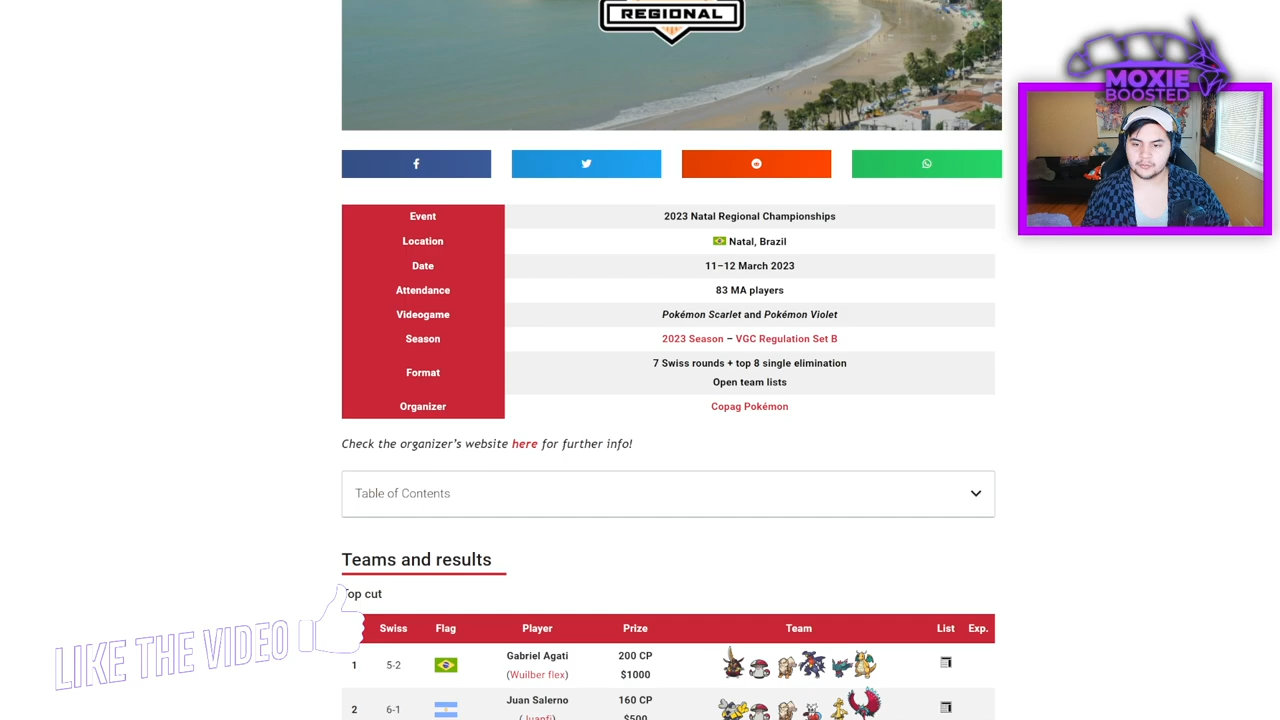 REGIONAL
MOXIE
BOOSTED
Event 2023 Natal Regional Championships
Location Natal, Brazil
Date 11–12 March 2023
Attendance 83 MA players
Videogame Pokémon Scarlet and Pokémon Violet
Season 2023 Season – VGC Regulation Set B
Format 7 Swiss rounds + top 8 single elimination
Open team lists
Organizer Copag Pokémon
Check the organizer's website here for further info!
Table of Contents
Teams and results
Top cut
LIKE THE VIDEO
Swiss Flag Player Prize Team List Exp.
1 5-2 Gabriel Agati 200 CP
(Wuilber flex) $1000
2 6-1 Juan Salerno 160 CP
(Juanfi) $500